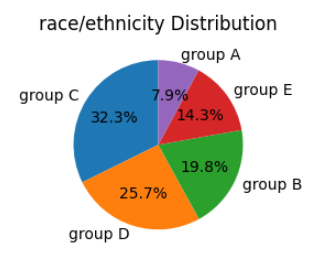 race/ethnicity Distribution
group A
7.9%
group E
14.3%
group C
32.3%
19.8%
group B
25.7%
group D